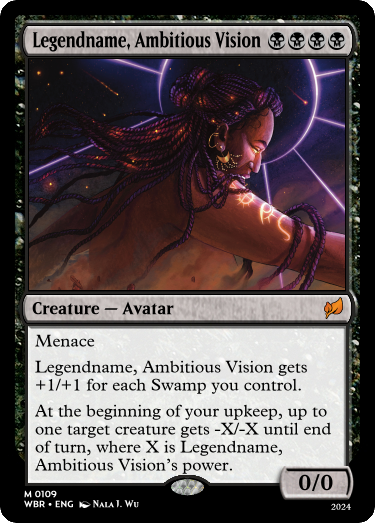 Legendname, Ambitious Vision
Creature — Avatar
Menace
Legendname, Ambitious Vision gets
+1/+1 for each Swamp you control.
At the beginning of your upkeep, up to
one target creature gets -X/-X until end
of turn, where X is Legendname,
Ambitious Vision's power.
0/0
M 0109
WBR • ENG Nala J. Wu
2024